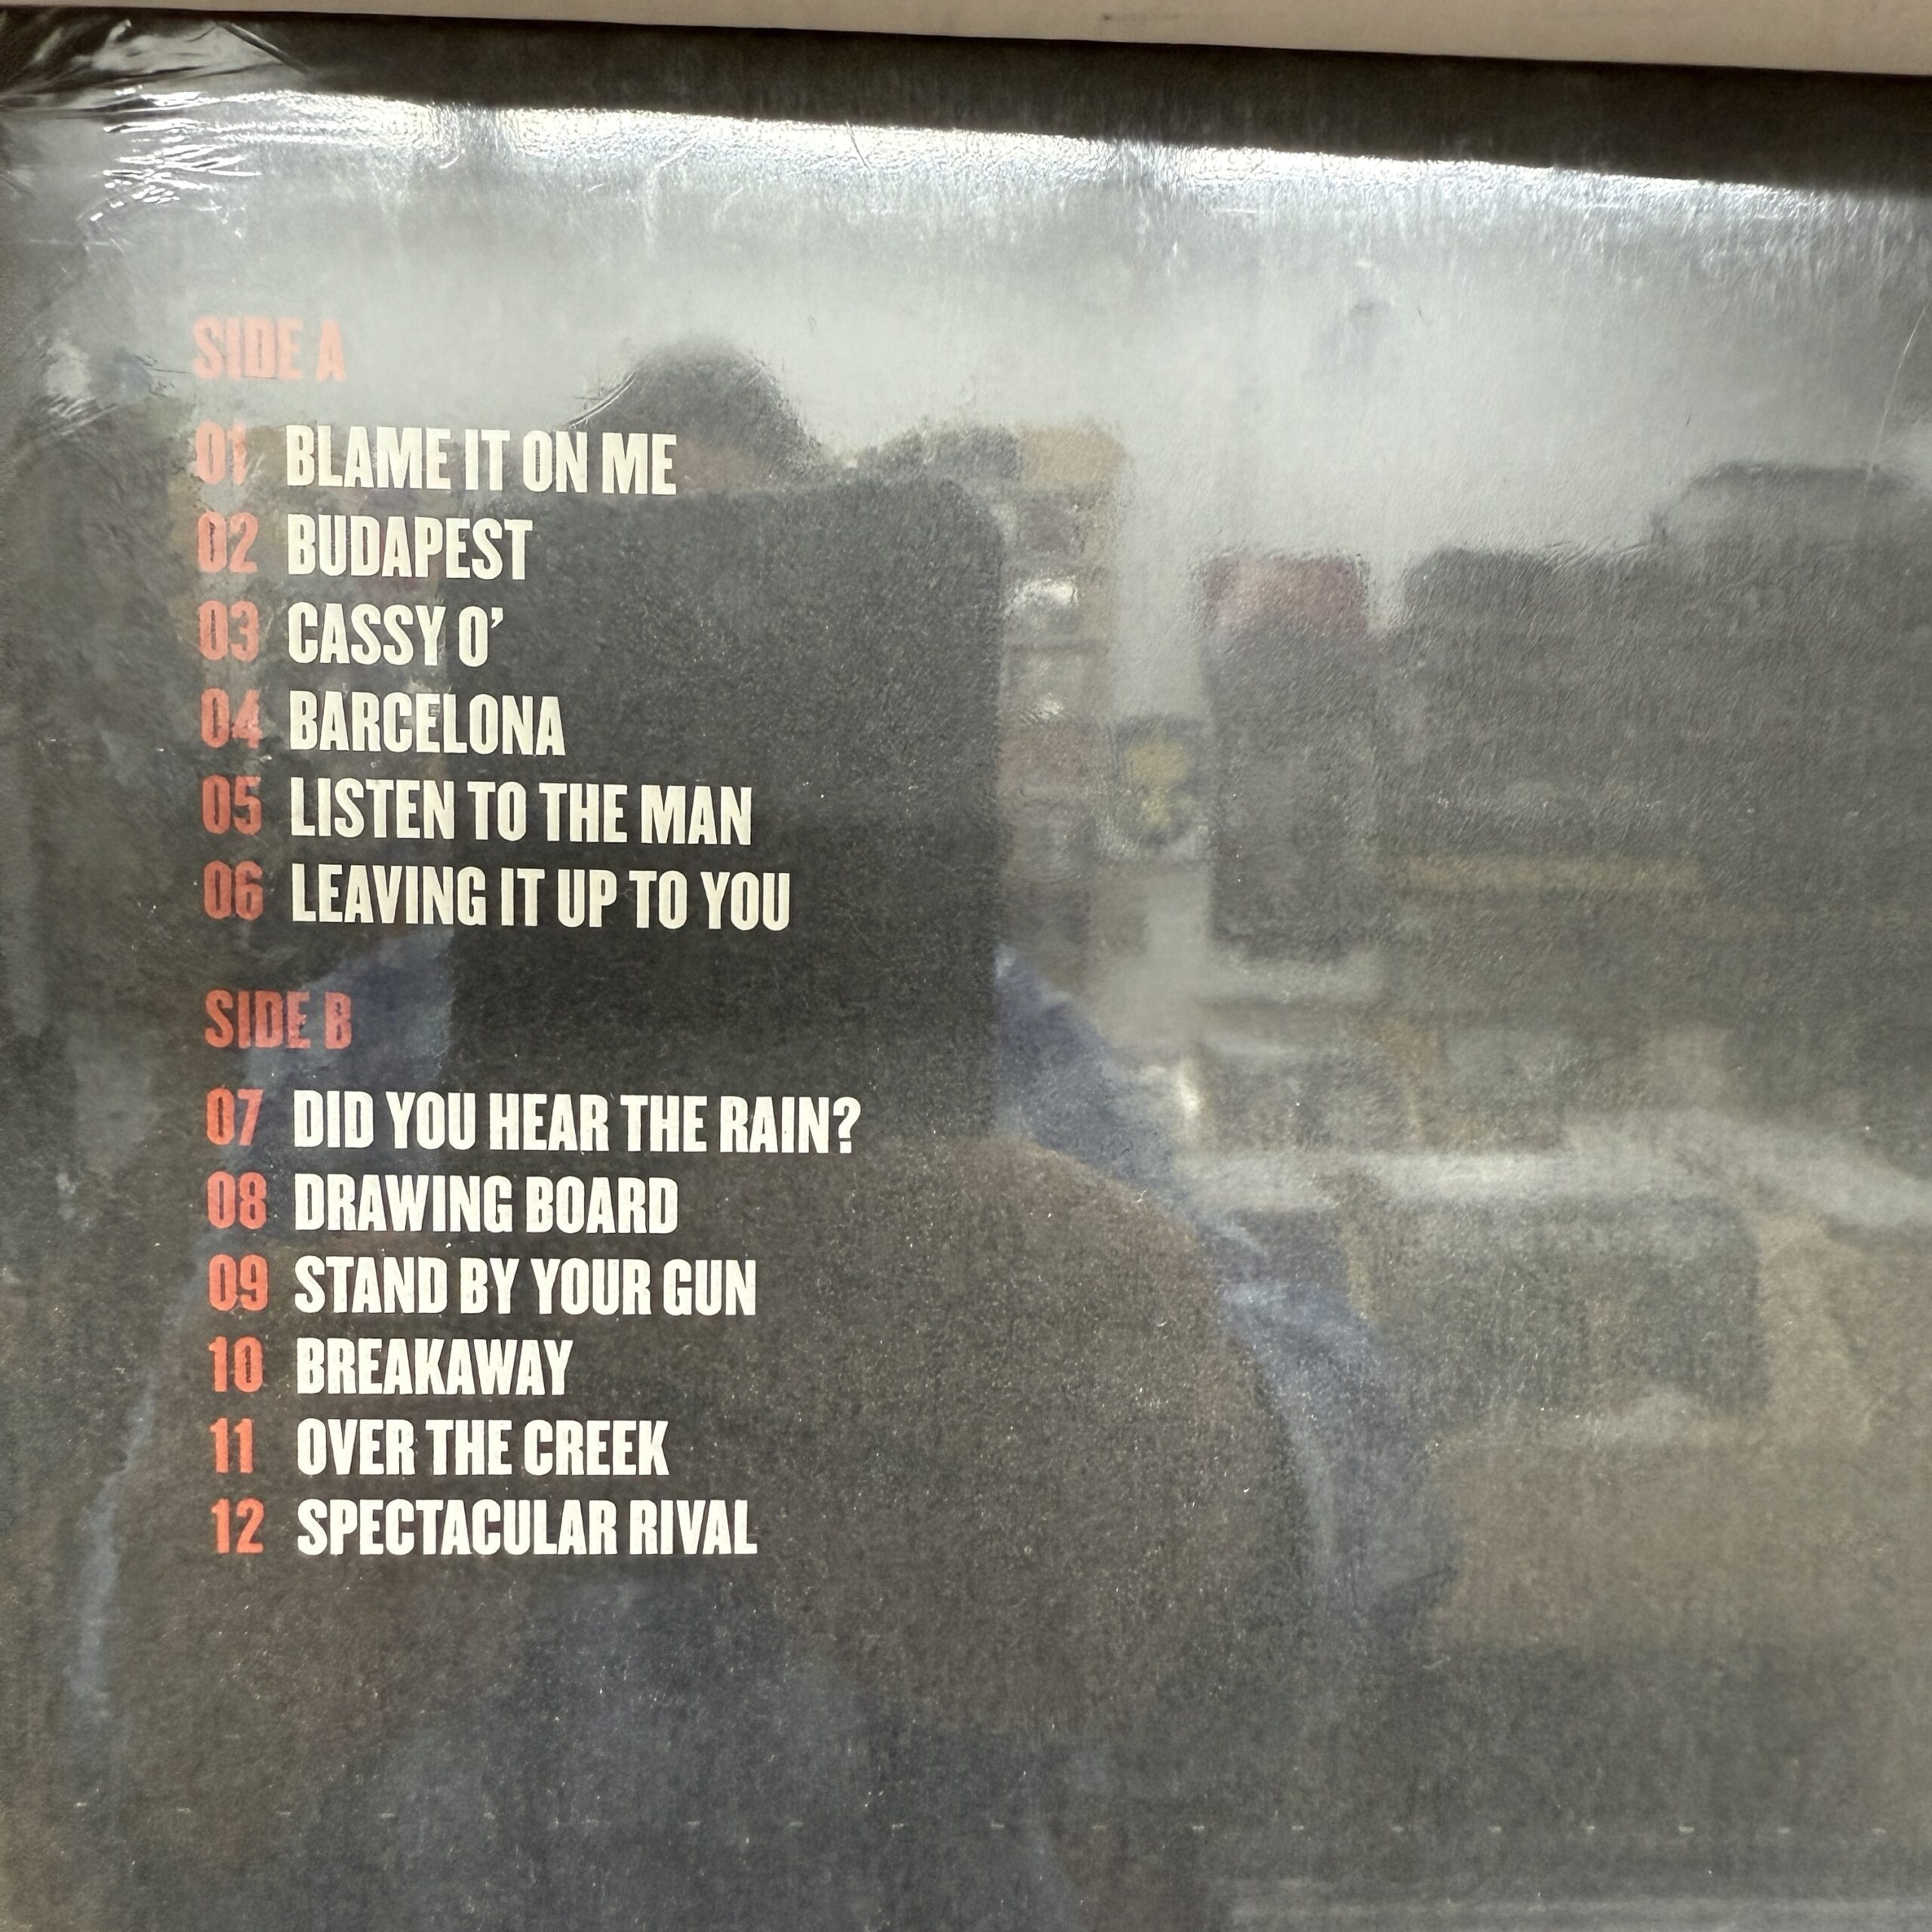 SIDE A
01 BLAME IT ON ME
02 BUDAPEST
03 CASSY O'
04 BARCELONA
05 LISTEN TO THE MAN
06 LEAVING IT UP TO YOU
SIDE B
07 DID YOU HEAR THE RAIN?
08 DRAWING BOARD
09 STAND BY YOUR GUN
10 BREAKAWAY
11 OVER THE CREEK
12 SPECTACULAR RIVAL